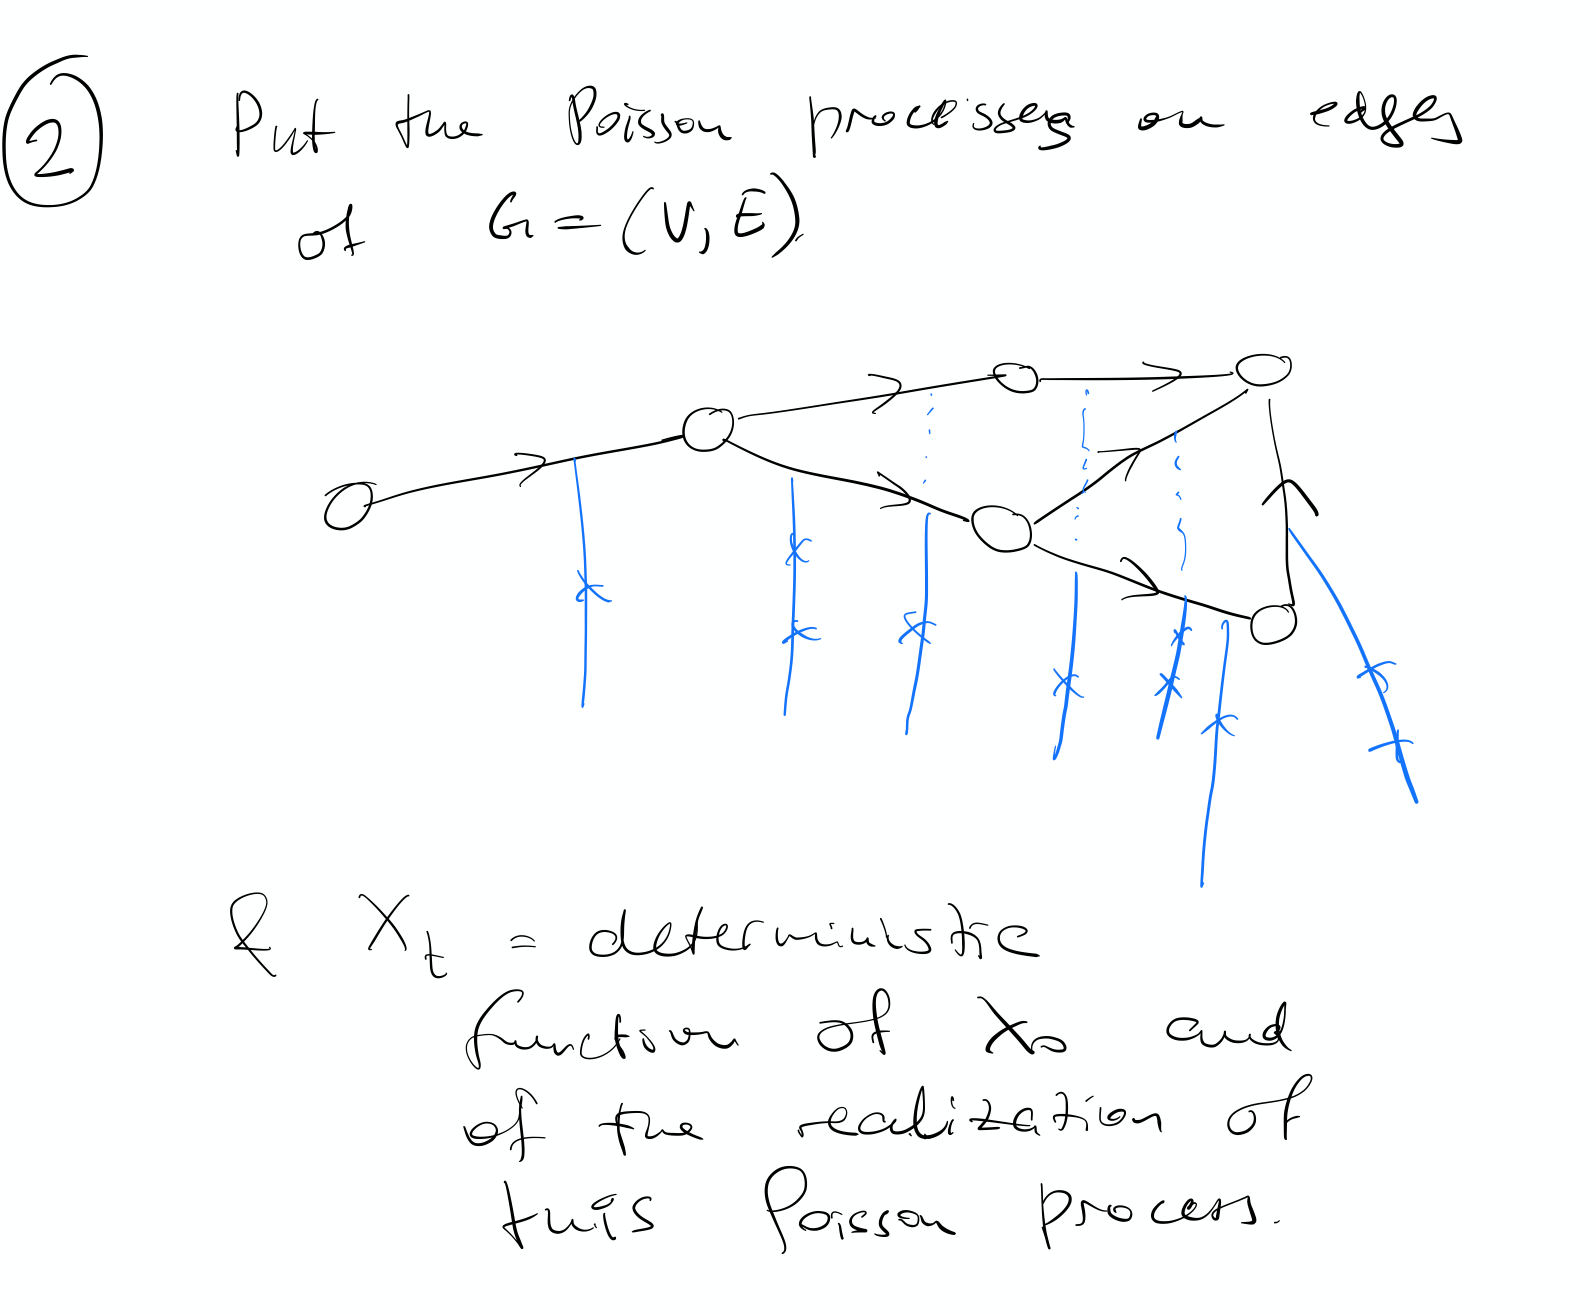 2 Put the Poisson processes on edges
of G = (V, E).
& X_t = deterministic
function of X_0 and
of the realization of
this Poisson process.